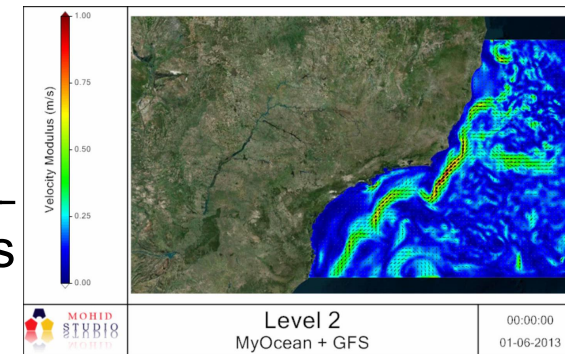 1.00
0.75
0.50
0.25
0.00
Velocity Modulus (m/s)
s
MOHID
STUDIO
Level 2
MyOcean + GFS
00:00:00
01-06-2013